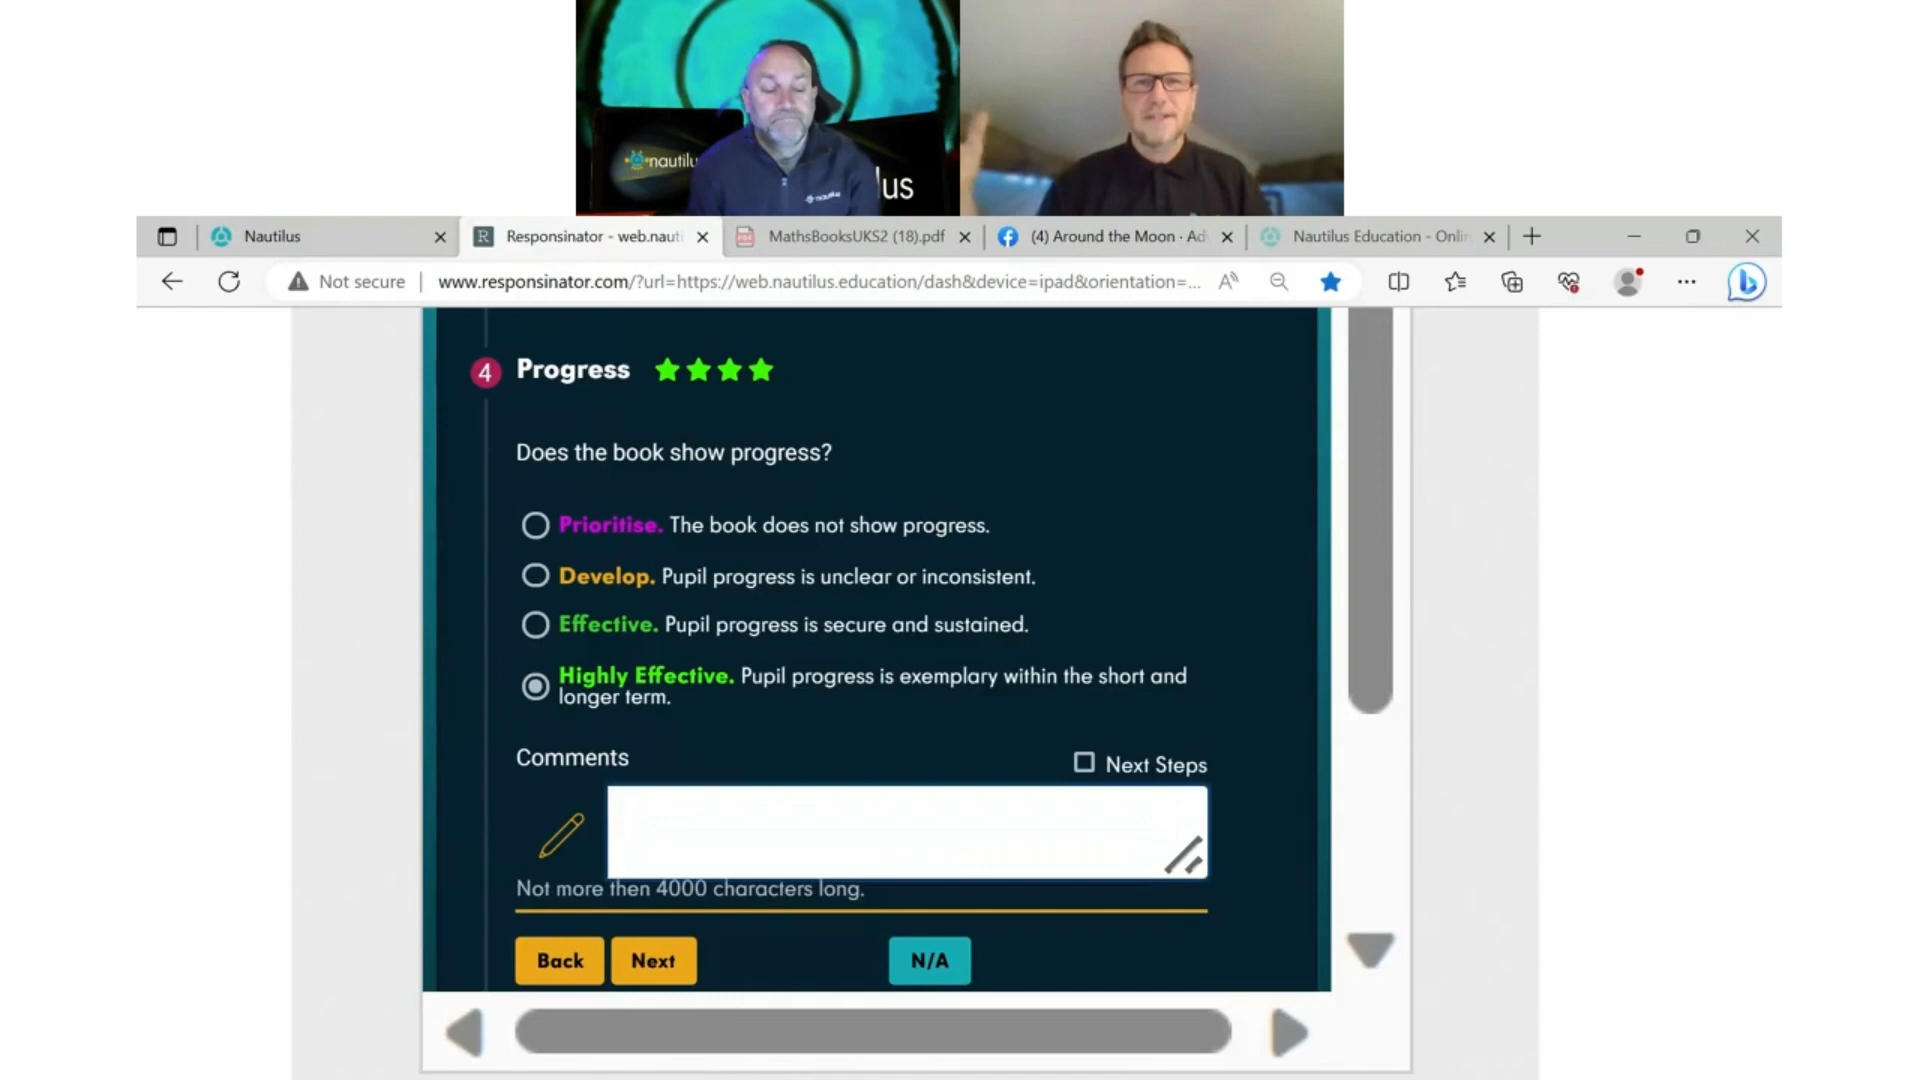 nautilu
nautilus
lus
Nautilus
Responsinator - web.nauti
MathsBooksUKS2 (18).pdf
(4) Around the Moon · Ad
Nautilus Education - Onlin
Not secure
www.responsinator.com/?url=https://web.nautilus.education/dash&device=ipad&orientation=...
4 Progress
Does the book show progress?
Prioritise. The book does not show progress.
Develop. Pupil progress is unclear or inconsistent.
Effective. Pupil progress is secure and sustained.
Highly Effective. Pupil progress is exemplary within the short and
longer term.
Comments
Next Steps
Not more then 4000 characters long.
Back
Next
N/A